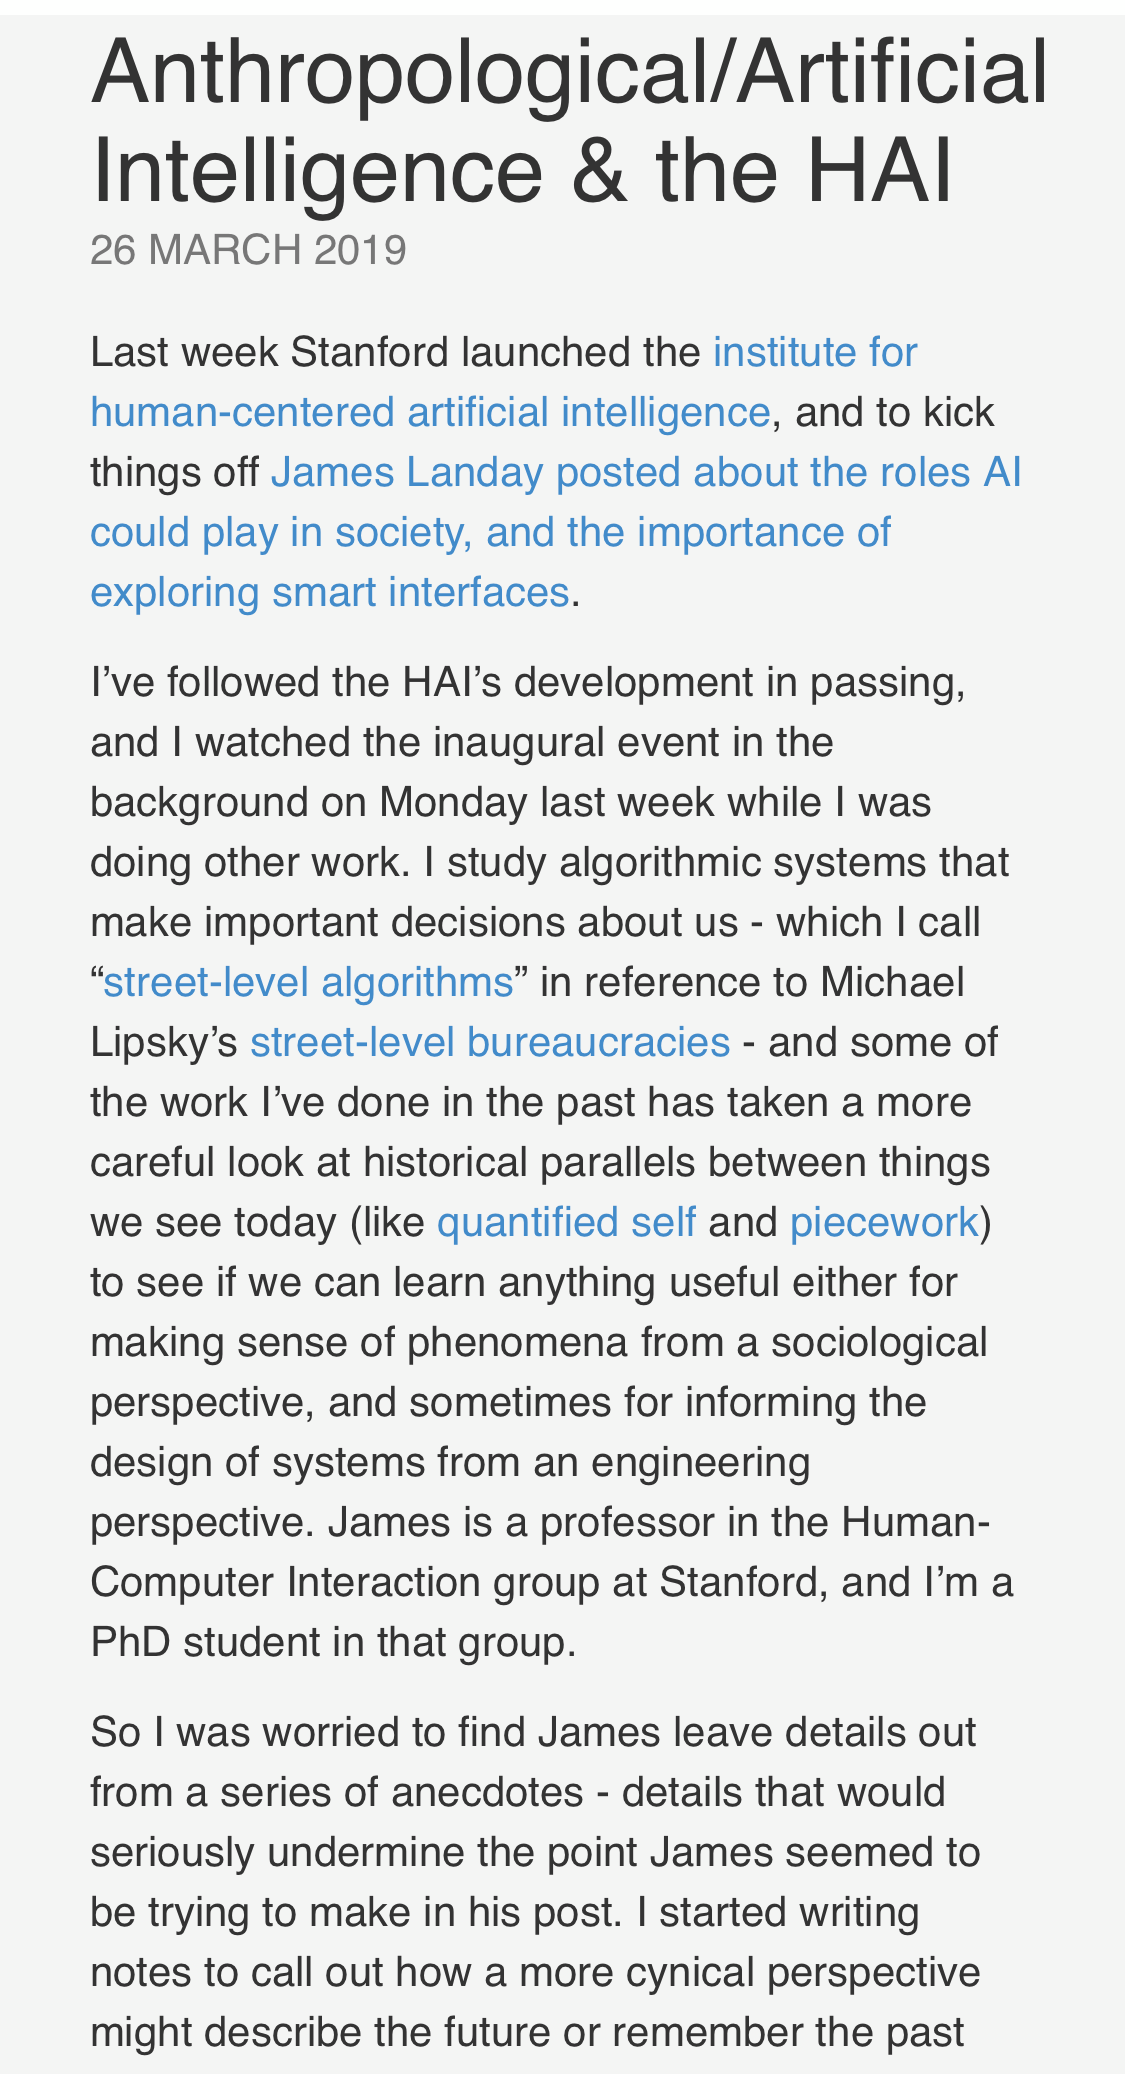 Anthropological/Artificial
Intelligence & the HAI
26 MARCH 2019
Last week Stanford launched the institute for
human-centered artificial intelligence, and to kick
things off James Landay posted about the roles AI
could play in society, and the importance of
exploring smart interfaces.
I’ve followed the HAI’s development in passing,
and I watched the inaugural event in the
background on Monday last week while I was
doing other work. I study algorithmic systems that
make important decisions about us - which I call
“street-level algorithms” in reference to Michael
Lipsky’s street-level bureaucracies - and some of
the work I’ve done in the past has taken a more
careful look at historical parallels between things
we see today (like quantified self and piecework)
to see if we can learn anything useful either for
making sense of phenomena from a sociological
perspective, and sometimes for informing the
design of systems from an engineering
perspective. James is a professor in the Human-
Computer Interaction group at Stanford, and I’m a
PhD student in that group.
So I was worried to find James leave details out
from a series of anecdotes - details that would
seriously undermine the point James seemed to
be trying to make in his post. I started writing
notes to call out how a more cynical perspective
might describe the future or remember the past